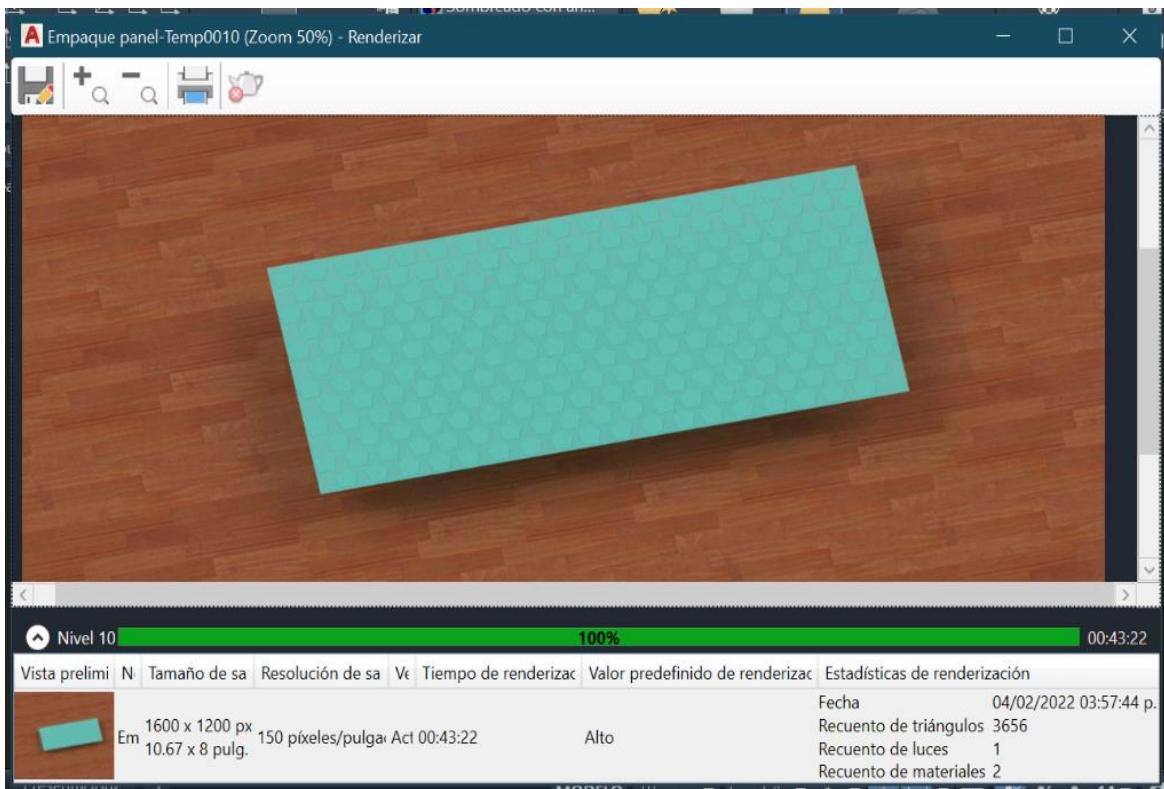 Empaque panel-Temp0010 (Zoom 50%) - Renderizar
Nivel 10 100% 00:43:22
Vista prelimi N Tamaño de sa Resolución de sa Ve Tiempo de renderizac Valor predefinido de renderizac Estadísticas de renderización
Em 1600 x 1200 px 150 píxeles/pulga Act 00:43:22 Alto Fecha 04/02/2022 03:57:44 p.
10.67 x 8 pulg. Recuento de triángulos 3656
Recuento de luces 1
Recuento de materiales 2